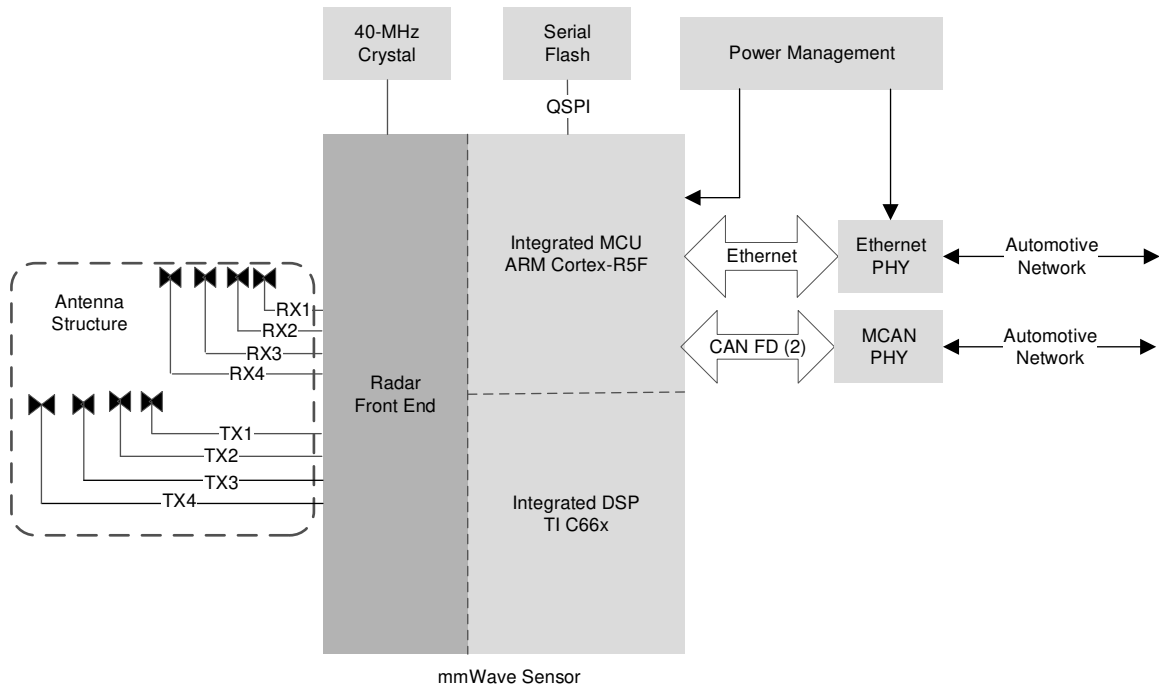 40-MHz
Crystal
Serial
Flash
Power Management
QSPI
Integrated MCU
ARM Cortex-R5F
Ethernet
Ethernet
PHY
Automotive
Network
Antenna
Structure
RX1
RX2
RX3
RX4
CAN FD (2)
MCAN
PHY
Automotive
Network
Radar
Front End
TX1
TX2
TX3
TX4
Integrated DSP
TI C66x
mmWave Sensor